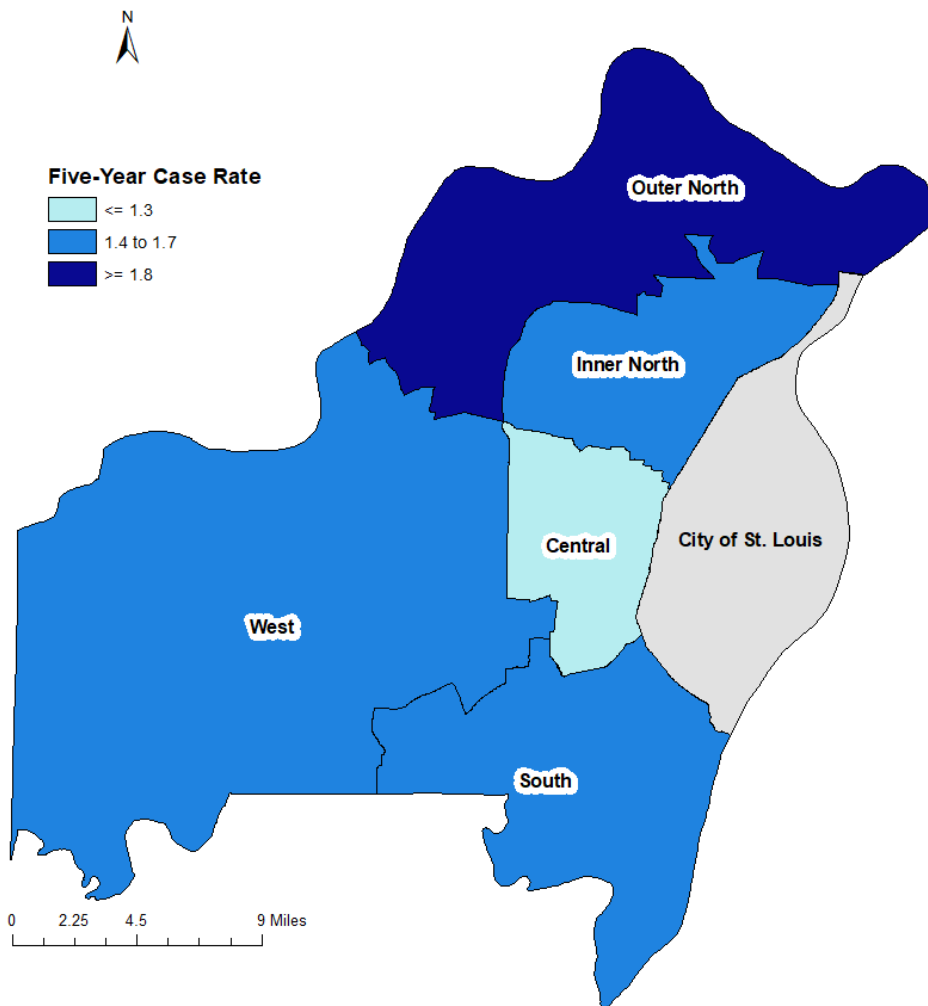 N
Five-Year Case Rate
<= 1.3
1.4 to 1.7
>= 1.8
Outer North
Inner North
Central
City of St. Louis
West
South
0 2.25 4.5 9 Miles